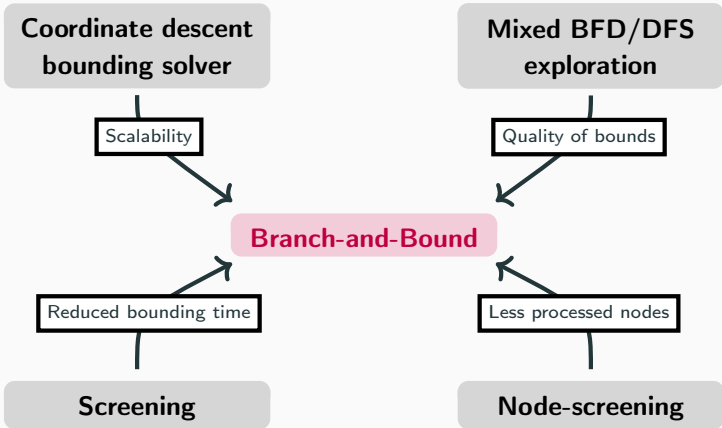 Coordinate descent
bounding solver
Mixed BFD/DFS
exploration
Scalability
Quality of bounds
Branch-and-Bound
Reduced bounding time
Less processed nodes
Screening
Node-screening